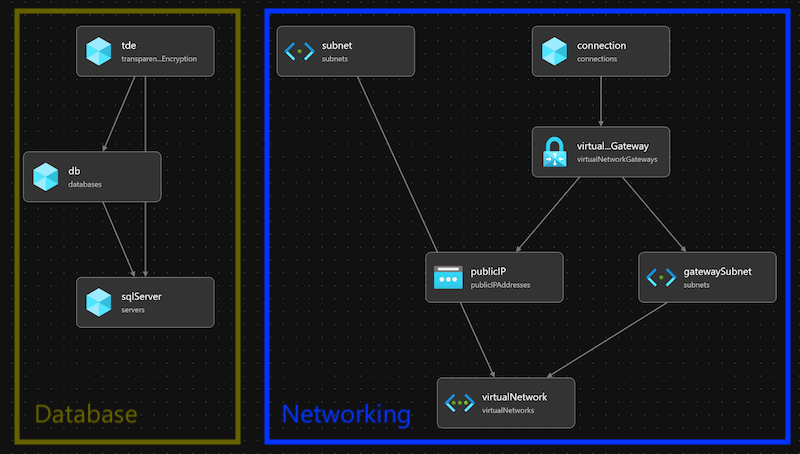 tde
transparen...Encryption
subnet
subnets
connection
connections
db
databases
virtual...Gateway
virtualNetworkGateways
sqlServer
servers
publicIP
publicIPAddresses
gatewaySubnet
subnets
virtualNetwork
virtualNetworks
Database
Networking